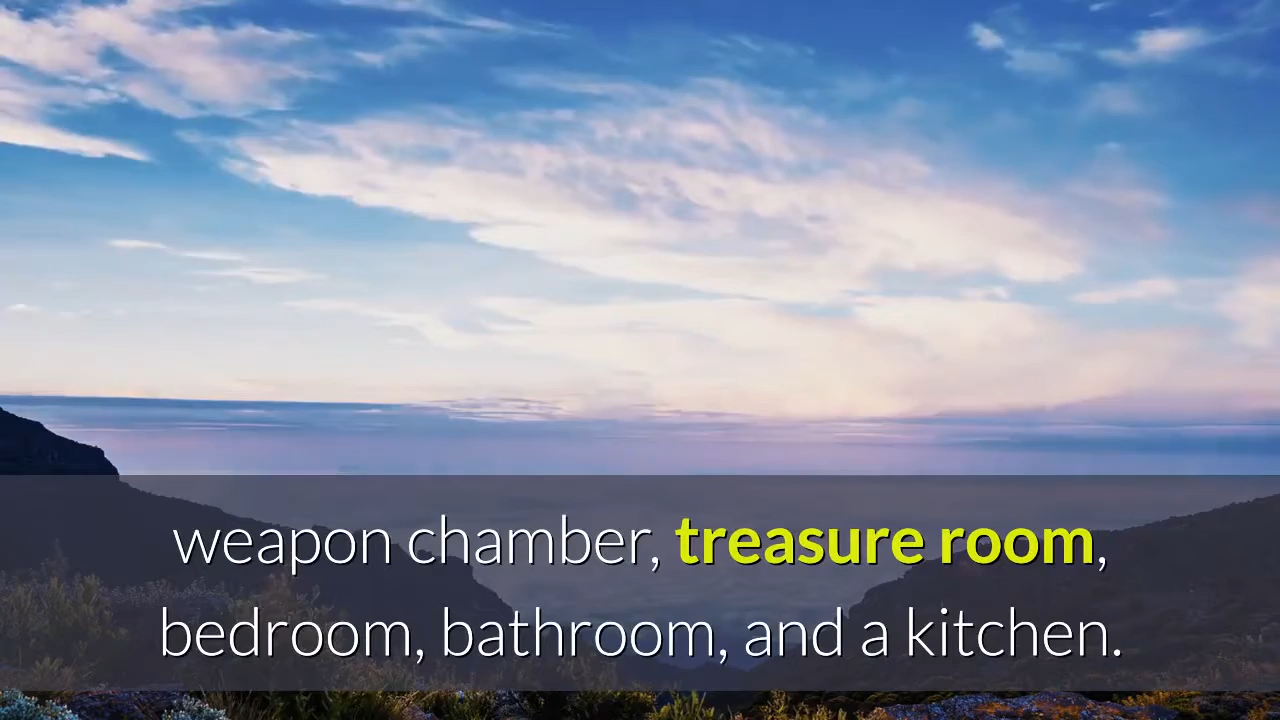 weapon chamber, treasure room,
bedroom, bathroom, and a kitchen.